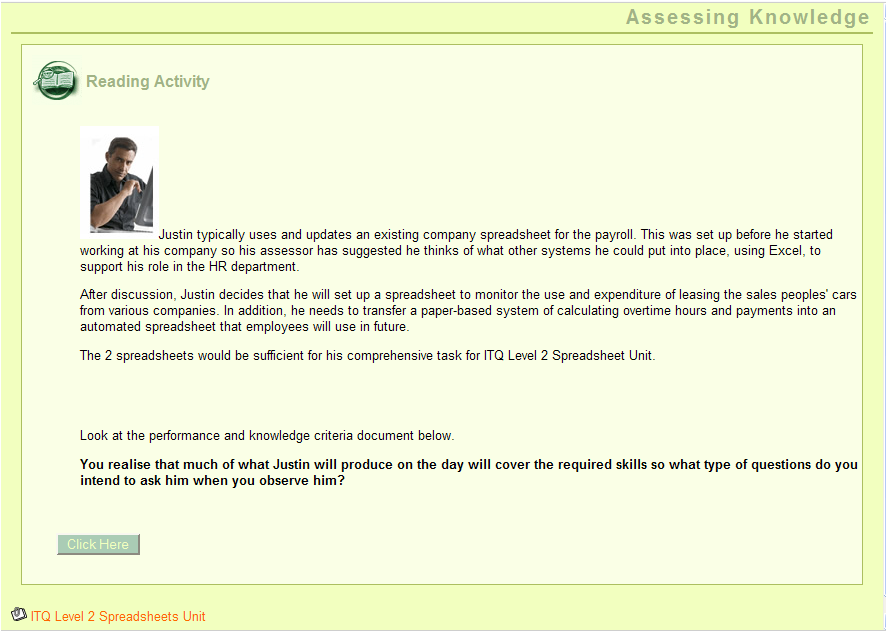 Assessing Knowledge
Reading Activity
Justin typically uses and updates an existing company spreadsheet for the payroll. This was set up before he started
working at his company so his assessor has suggested he thinks of what other systems he could put into place, using Excel, to
support his role in the HR department.
After discussion, Justin decides that he will set up a spreadsheet to monitor the use and expenditure of leasing the sales peoples' cars
from various companies. In addition, he needs to transfer a paper-based system of calculating overtime hours and payments into an
automated spreadsheet that employees will use in future.
The 2 spreadsheets would be sufficient for his comprehensive task for ITQ Level 2 Spreadsheet Unit.
Look at the performance and knowledge criteria document below.
You realise that much of what Justin will produce on the day will cover the required skills so what type of questions do you
intend to ask him when you observe him?
Click Here
ITQ Level 2 Spreadsheets Unit